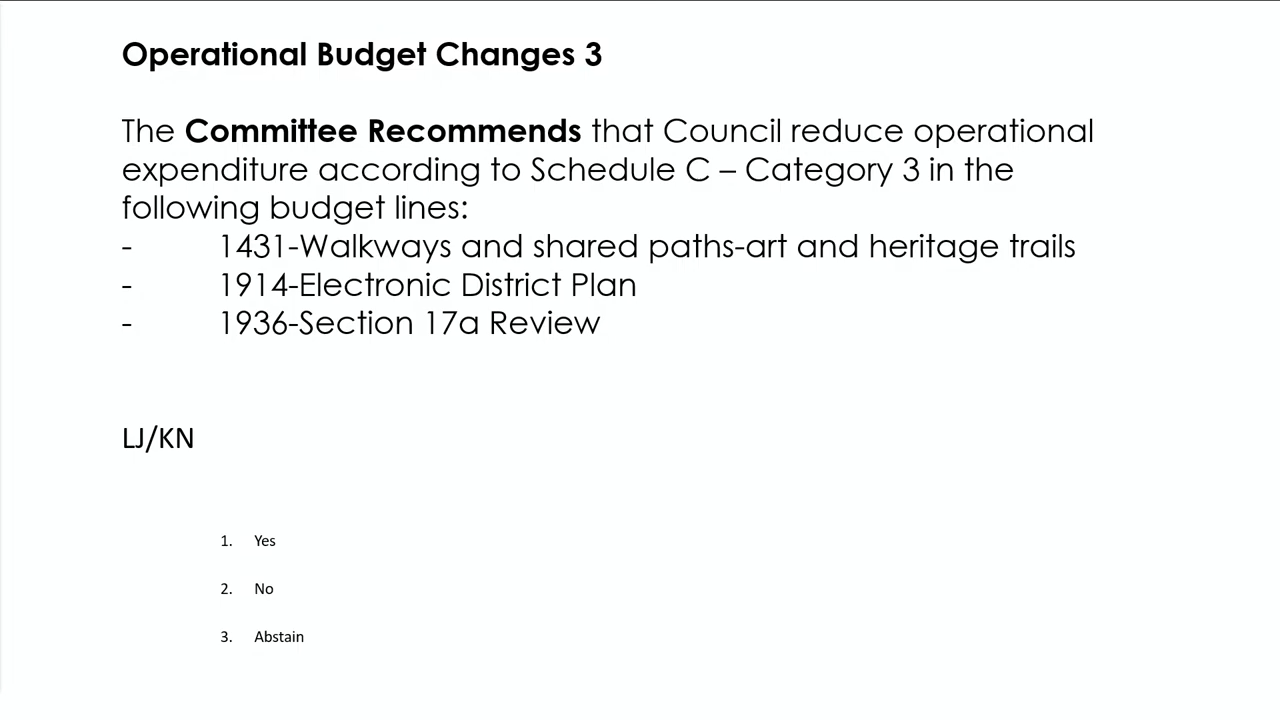 Operational Budget Changes 3
The Committee Recommends that Council reduce operational
expenditure according to Schedule C – Category 3 in the
following budget lines:
- 1431-Walkways and shared paths-art and heritage trails
- 1914-Electronic District Plan
- 1936-Section 17a Review
LJ/KN
1. Yes
2. No
3. Abstain